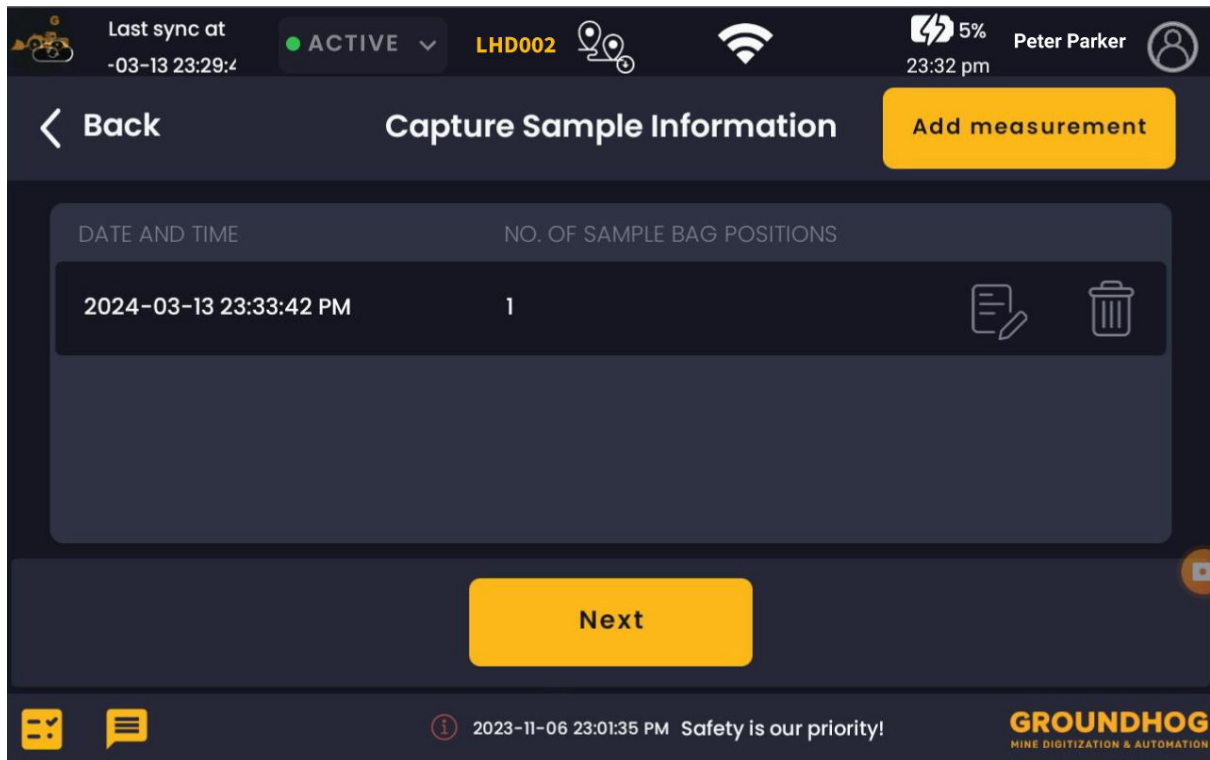 G
Last sync at
-03-13 23:29:4
ACTIVE
LHD002
5%
23:32 pm
Peter Parker
Back
Capture Sample Information
Add measurement
DATE AND TIME
NO. OF SAMPLE BAG POSITIONS
2024-03-13 23:33:42 PM
1
Next
2023-11-06 23:01:35 PM Safety is our priority!
GROUNDHOG
MINE DIGITIZATION & AUTOMATION